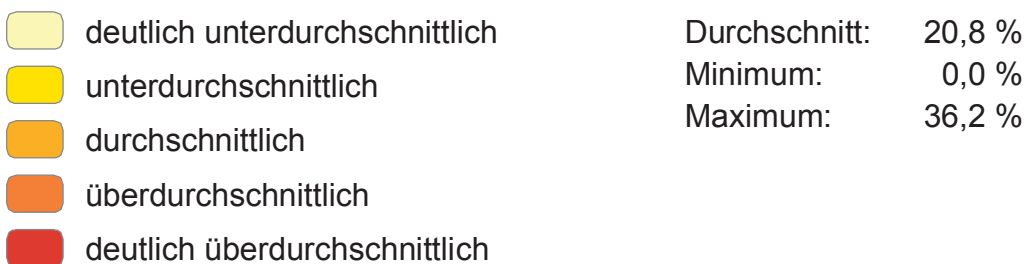 deutlich unterdurchschnittlich
unterdurchschnittlich
durchschnittlich
überdurchschnittlich
deutlich überdurchschnittlich
Durchschnitt: 20,8 %
Minimum: 0,0 %
Maximum: 36,2 %